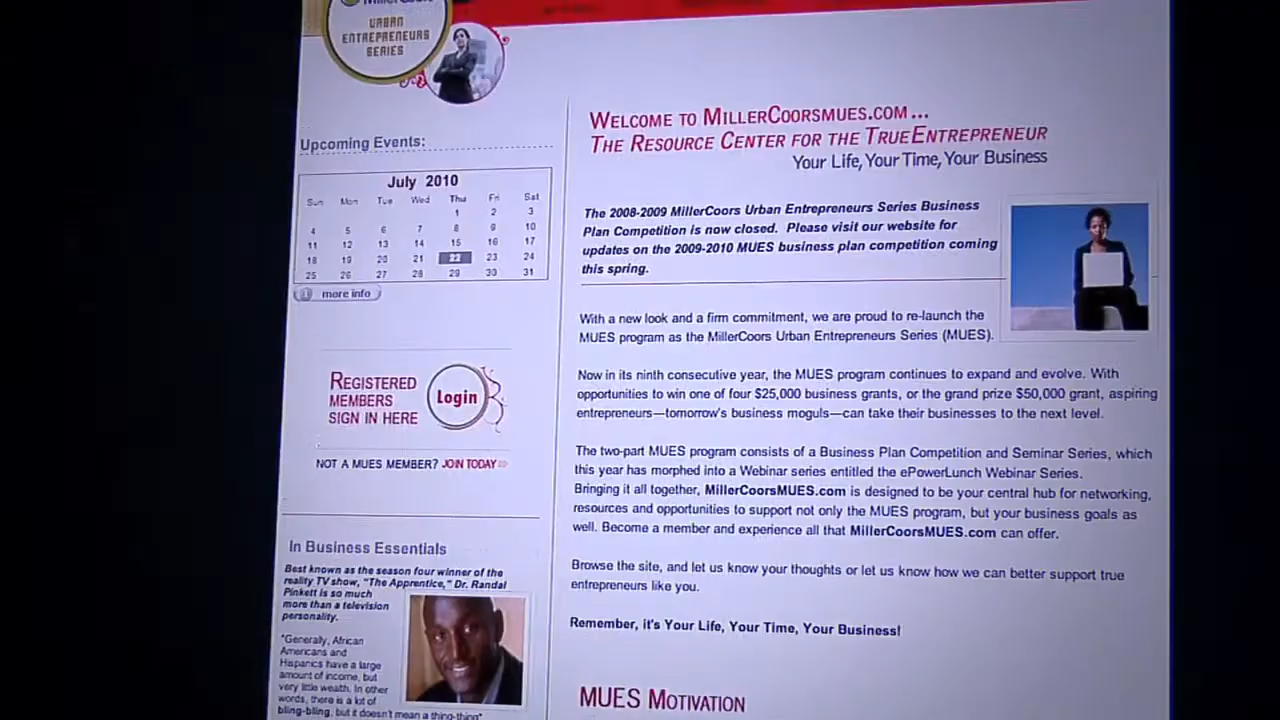 URBAN
ENTREPRENEURS
SERIES
Upcoming Events:
July 2010
Sun Mon Tue Wed Thu Fri Sat
1 2 3
4 5 6 7 8 9 10
11 12 13 14 15 16 17
18 19 20 21 22 23 24
25 26 27 28 29 30 31
more info
REGISTERED
MEMBERS
SIGN IN HERE
Login
NOT A MUES MEMBER? JOIN TODAY
In Business Essentials
Best known as the season four winner of the
reality TV show, "The Apprentice," Dr. Randal
Pinkett is so much
more than a television
personality.
"Generally, African
Americans and
Hispanics have a large
amount of income, but
very little wealth. In other
words, there is a lot of
bling-bling, but it doesn't mean a thing-thing"
WELCOME TO MILLERCOORSMUES.COM...
THE RESOURCE CENTER FOR THE TRUE ENTREPRENEUR
Your Life, Your Time, Your Business
The 2008-2009 MillerCoors Urban Entrepreneurs Series Business
Plan Competition is now closed. Please visit our website for
updates on the 2009-2010 MUES business plan competition coming
this spring.
With a new look and a firm commitment, we are proud to re-launch the
MUES program as the MillerCoors Urban Entrepreneurs Series (MUES).
Now in its ninth consecutive year, the MUES program continues to expand and evolve. With
opportunities to win one of four $25,000 business grants, or the grand prize $50,000 grant, aspiring
entrepreneurs—tomorrow's business moguls—can take their businesses to the next level.
The two-part MUES program consists of a Business Plan Competition and Seminar Series, which
this year has morphed into a Webinar series entitled the ePowerLunch Webinar Series.
Bringing it all together, MillerCoorsMUES.com is designed to be your central hub for networking,
resources and opportunities to support not only the MUES program, but your business goals as
well. Become a member and experience all that MillerCoorsMUES.com can offer.
Browse the site, and let us know your thoughts or let us know how we can better support true
entrepreneurs like you.
Remember, it's Your Life, Your Time, Your Business!
MUES MOTIVATION